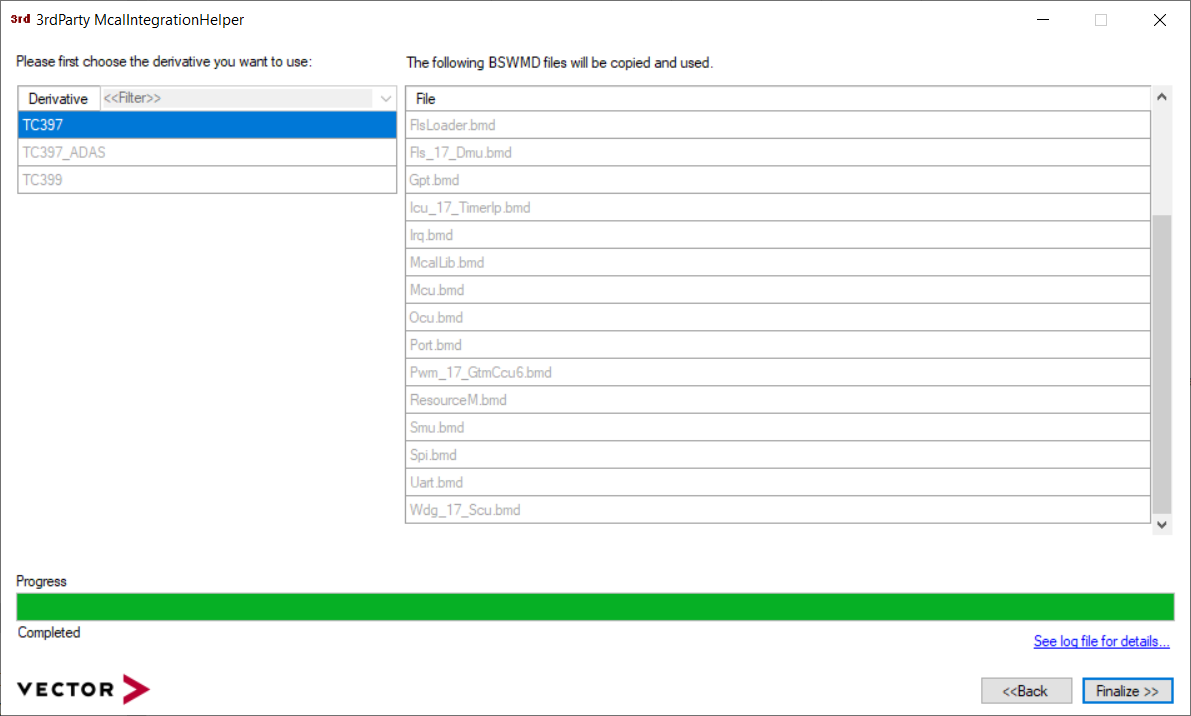 3rd 3rdParty McalIntegrationHelper
Please first choose the derivative you want to use:
The following BSWMD files will be copied and used.
Derivative <<Filter>>
TC397
TC397_ADAS
TC399
File
FlsLoader.bmd
Fls_17_Dmu.bmd
Gpt.bmd
Icu_17_TimerIp.bmd
Irq.bmd
McalLib.bmd
Mcu.bmd
Ocu.bmd
Port.bmd
Pwm_17_GtmCcu6.bmd
ResourceM.bmd
Smu.bmd
Spi.bmd
Uart.bmd
Wdg_17_Scu.bmd
Progress
Completed
See log file for details...
VECTOR
<<Back
Finalize >>